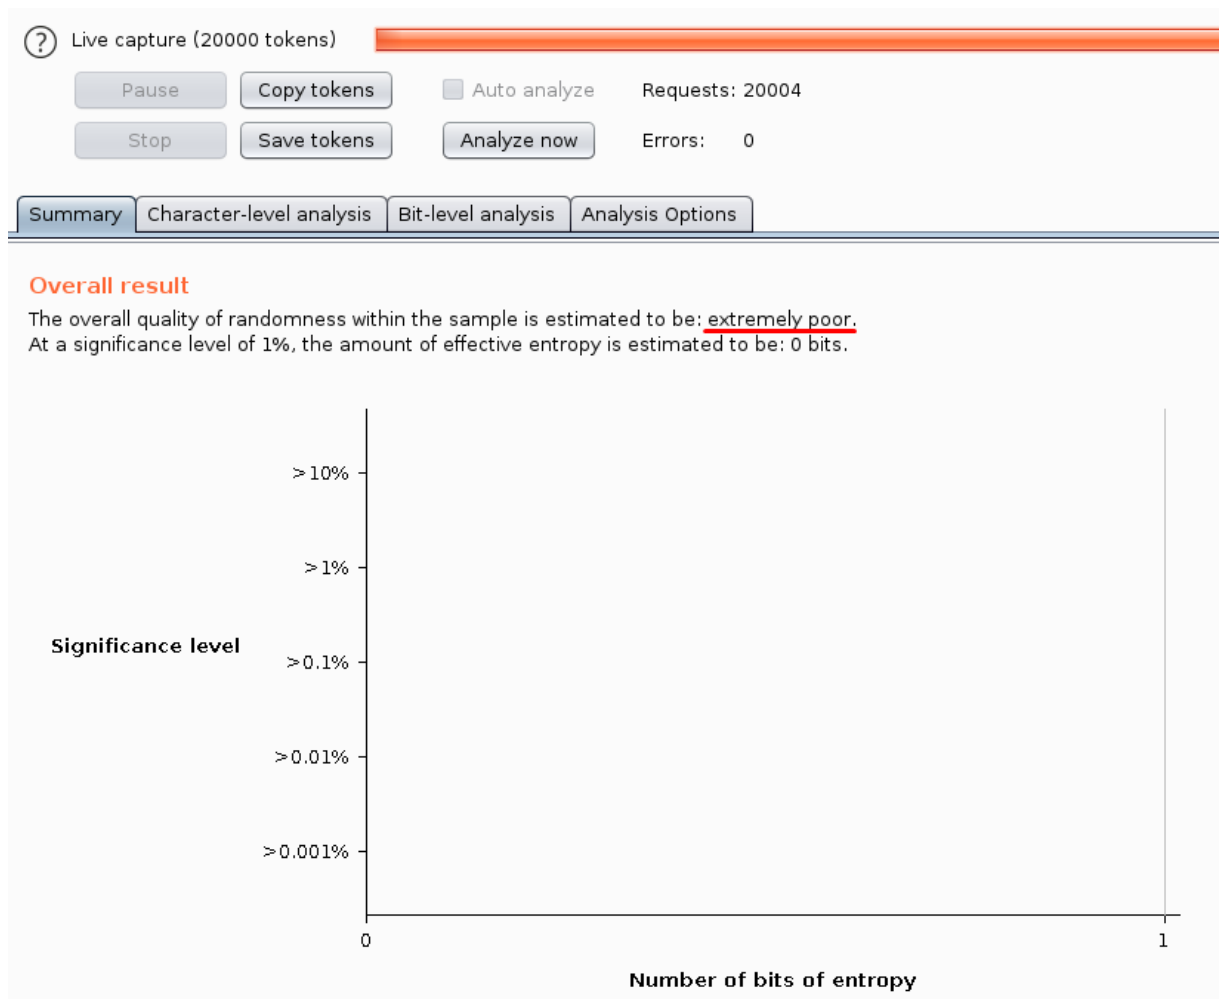 ? Live capture (20000 tokens)
Pause Copy tokens Auto analyze Requests: 20004
Stop Save tokens Analyze now Errors: 0
Summary Character-level analysis Bit-level analysis Analysis Options
Overall result
The overall quality of randomness within the sample is estimated to be: extremely poor.
At a significance level of 1%, the amount of effective entropy is estimated to be: 0 bits.
>10%
>1%
Significance level
>0.1%
>0.01%
>0.001%
0 1
Number of bits of entropy